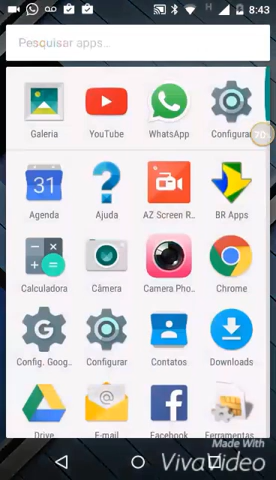 8:43
Pesquisar apps...
Galeria YouTube WhatsApp Configurar
70%
31
Agenda Ajuda AZ Screen R.. BR Apps
Calculadora Câmera Camera Pho.. Chrome
Config. Goog.. Configurar Contatos Downloads
Drive E-mail Facebook Ferramentas
Made With
VivaVideo